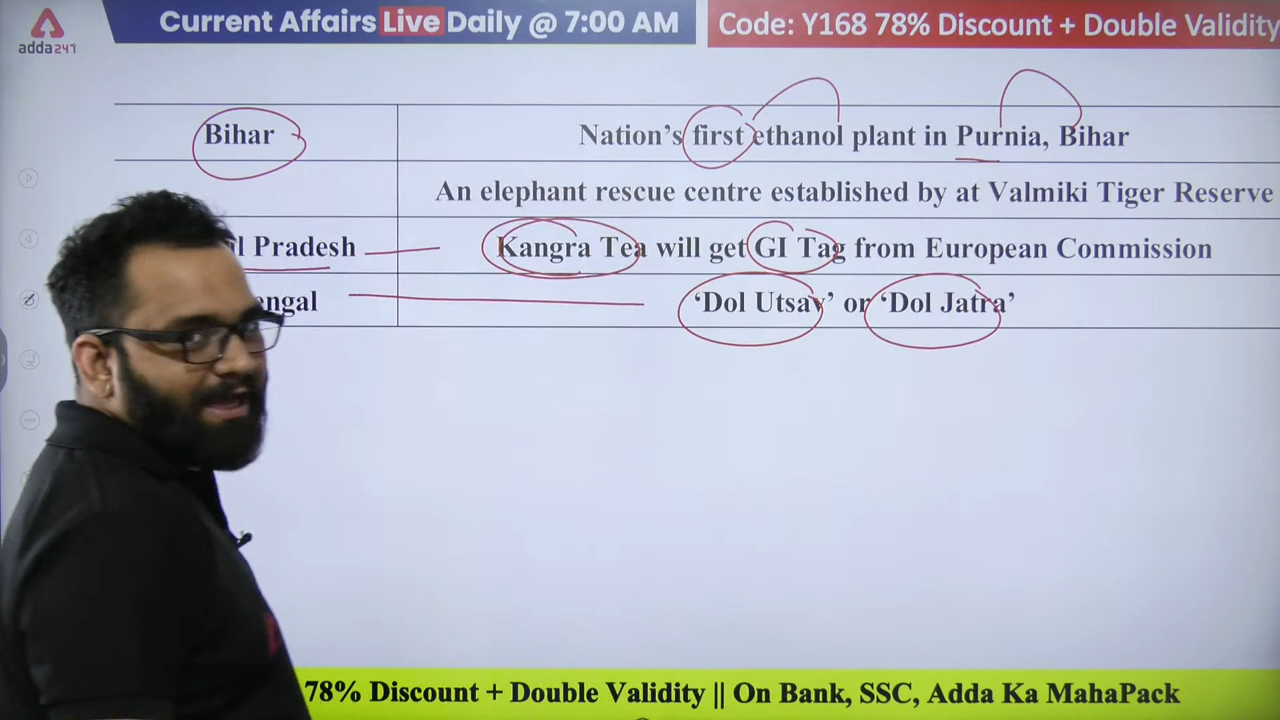 Current Affairs Live Daily @ 7:00 AM
Code: Y168 78% Discount + Double Validity
adda247
Bihar
Nation's first ethanol plant in Purnia, Bihar
An elephant rescue centre established by at Valmiki Tiger Reserve
Pradesh
Kangra Tea will get GI Tag from European Commission
'Dol Utsav' or 'Dol Jatra'
78% Discount + Double Validity || On Bank, SSC, Adda Ka MahaPack